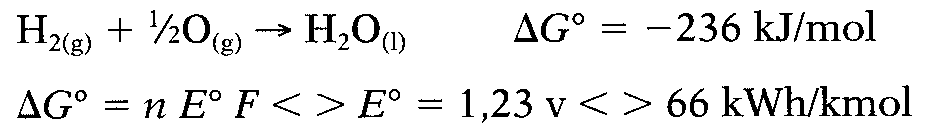 H₂₍g₎ + ½O₍g₎ → H₂O₍l₎ ΔG° = −236 kJ/mol
ΔG° = n E° F < > E° = 1,23 v < > 66 kWh/kmol